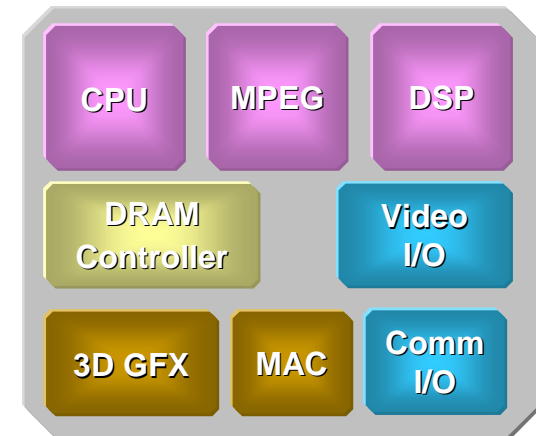 CPU
MPEG
DSP
DRAM
Controller
Video
I/O
3D GFX
MAC
Comm
I/O